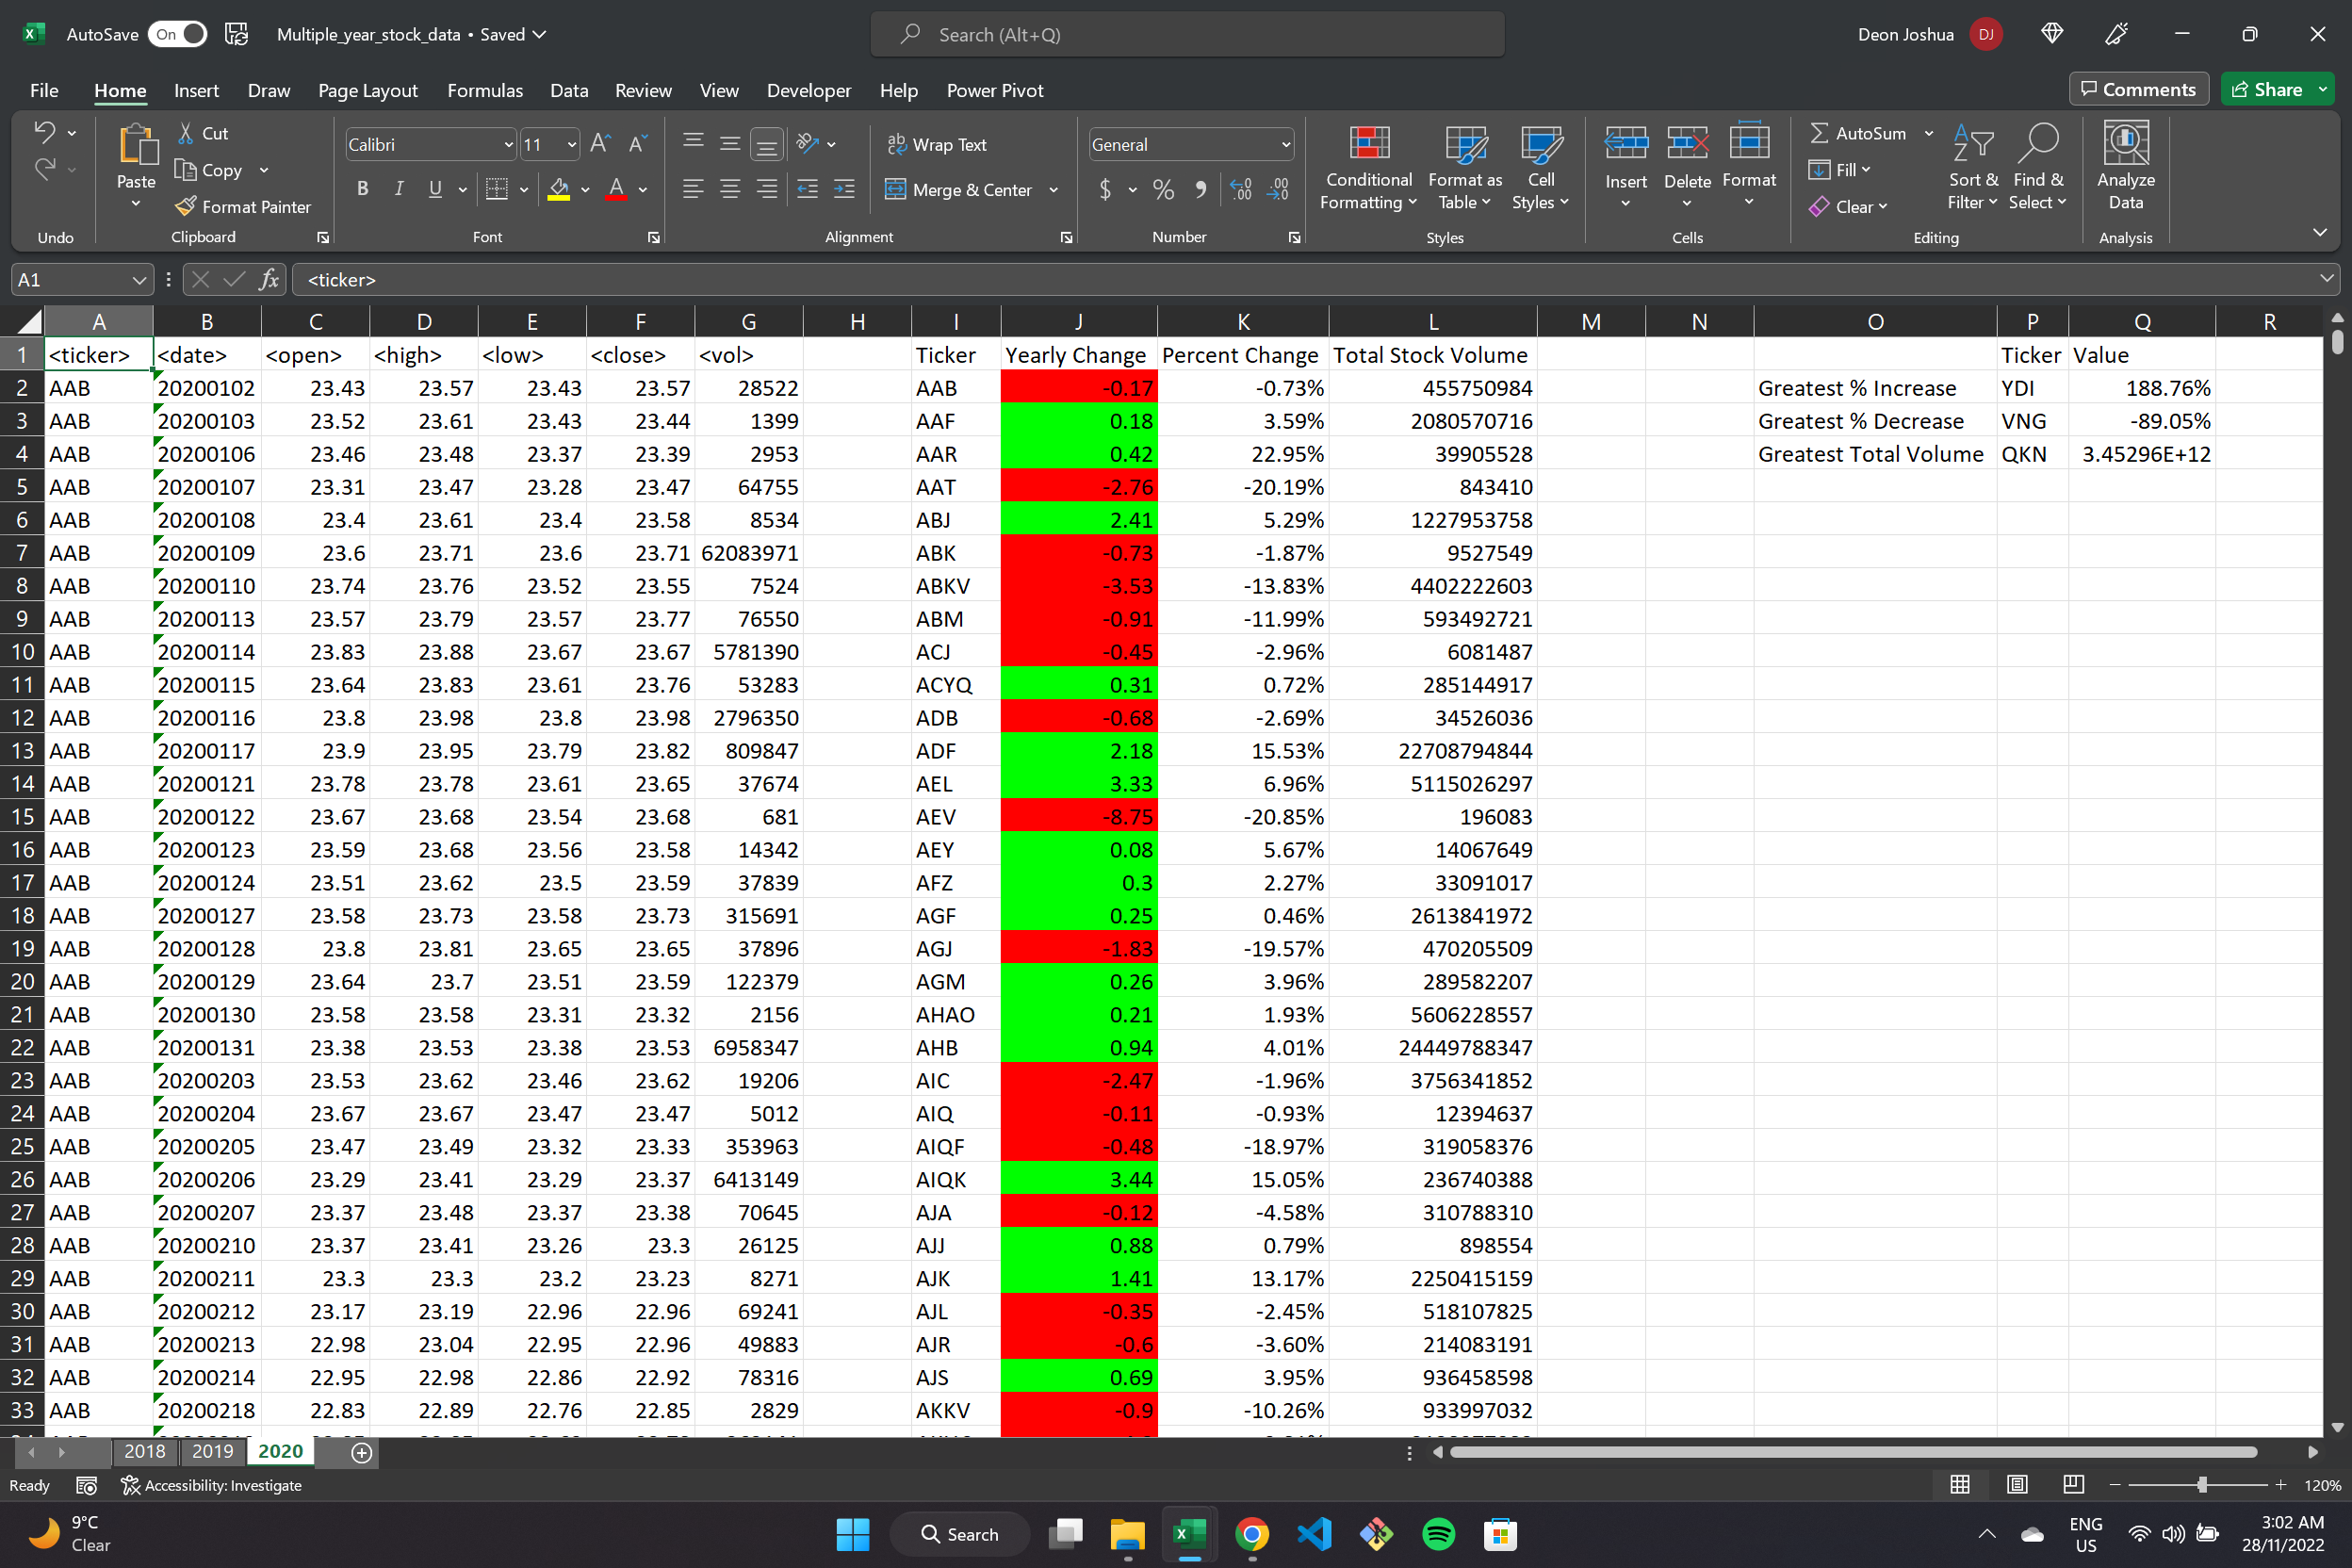 AutoSave On Multiple_year_stock_data • Saved Search (Alt+Q) Deon Joshua DJ
File Home Insert Draw Page Layout Formulas Data Review View Developer Help Power Pivot Comments Share
Cut Calibri 11 Wrap Text General AutoSum
Copy Fill
Paste Conditional Formatting Format as Table Cell Styles Insert Delete Format Sort & Filter Find & Select Analyze Data
Format Painter B I U Merge & Center $ % Clear
Undo Clipboard Font Alignment Number Styles Cells Editing Analysis
A1 fx <ticker>
A B C D E F G H I J K L M N O P Q R
1 <ticker> <date> <open> <high> <low> <close> <vol> Ticker Yearly Change Percent Change Total Stock Volume Ticker Value
2 AAB 20200102 23.43 23.57 23.43 23.57 28522 AAB -0.17 -0.73% 455750984 Greatest % Increase YDI 188.76%
3 AAB 20200103 23.52 23.61 23.43 23.44 1399 AAF 0.18 3.59% 2080570716 Greatest % Decrease VNG -89.05%
4 AAB 20200106 23.46 23.48 23.37 23.39 2953 AAR 0.42 22.95% 39905528 Greatest Total Volume QKN 3.45296E+12
5 AAB 20200107 23.31 23.47 23.28 23.47 64755 AAT -2.76 -20.19% 843410
6 AAB 20200108 23.4 23.61 23.4 23.58 8534 ABJ 2.41 5.29% 1227953758
7 AAB 20200109 23.6 23.71 23.6 23.71 62083971 ABK -0.73 -1.87% 9527549
8 AAB 20200110 23.74 23.76 23.52 23.55 7524 ABKV -3.53 -13.83% 4402222603
9 AAB 20200113 23.57 23.79 23.57 23.77 76550 ABM -0.91 -11.99% 593492721
10 AAB 20200114 23.83 23.88 23.67 23.67 5781390 ACJ -0.45 -2.96% 6081487
11 AAB 20200115 23.64 23.83 23.61 23.76 53283 ACYQ 0.31 0.72% 285144917
12 AAB 20200116 23.8 23.98 23.8 23.98 2796350 ADB -0.68 -2.69% 34526036
13 AAB 20200117 23.9 23.95 23.79 23.82 809847 ADF 2.18 15.53% 22708794844
14 AAB 20200121 23.78 23.78 23.61 23.65 37674 AEL 3.33 6.96% 5115026297
15 AAB 20200122 23.67 23.68 23.54 23.68 681 AEV -8.75 -20.85% 196083
16 AAB 20200123 23.59 23.68 23.56 23.58 14342 AEY 0.08 5.67% 14067649
17 AAB 20200124 23.51 23.62 23.5 23.59 37839 AFZ 0.3 2.27% 33091017
18 AAB 20200127 23.58 23.73 23.58 23.73 315691 AGF 0.25 0.46% 2613841972
19 AAB 20200128 23.8 23.81 23.65 23.65 37896 AGJ -1.83 -19.57% 470205509
20 AAB 20200129 23.64 23.7 23.51 23.59 122379 AGM 0.26 3.96% 289582207
21 AAB 20200130 23.58 23.58 23.31 23.32 2156 AHAO 0.21 1.93% 5606228557
22 AAB 20200131 23.38 23.53 23.38 23.53 6958347 AHB 0.94 4.01% 24449788347
23 AAB 20200203 23.53 23.62 23.46 23.62 19206 AIC -2.47 -1.96% 3756341852
24 AAB 20200204 23.67 23.67 23.47 23.47 5012 AIQ -0.11 -0.93% 12394637
25 AAB 20200205 23.47 23.49 23.32 23.33 353963 AIQF -0.48 -18.97% 319058376
26 AAB 20200206 23.29 23.41 23.29 23.37 6413149 AIQK 3.44 15.05% 236740388
27 AAB 20200207 23.37 23.48 23.37 23.38 70645 AJA -0.12 -4.58% 310788310
28 AAB 20200210 23.37 23.41 23.26 23.3 26125 AJJ 0.88 0.79% 898554
29 AAB 20200211 23.3 23.3 23.2 23.23 8271 AJK 1.41 13.17% 2250415159
30 AAB 20200212 23.17 23.19 22.96 22.96 69241 AJL -0.35 -2.45% 518107825
31 AAB 20200213 22.98 23.04 22.95 22.96 49883 AJR -0.6 -3.60% 214083191
32 AAB 20200214 22.95 22.98 22.86 22.92 78316 AJS 0.69 3.95% 936458598
33 AAB 20200218 22.83 22.89 22.76 22.85 2829 AKKV -0.9 -10.26% 933997032
2018 2019 2020
Ready Accessibility: Investigate 120%
9°C Clear Search ENG US 3:02 AM 28/11/2022